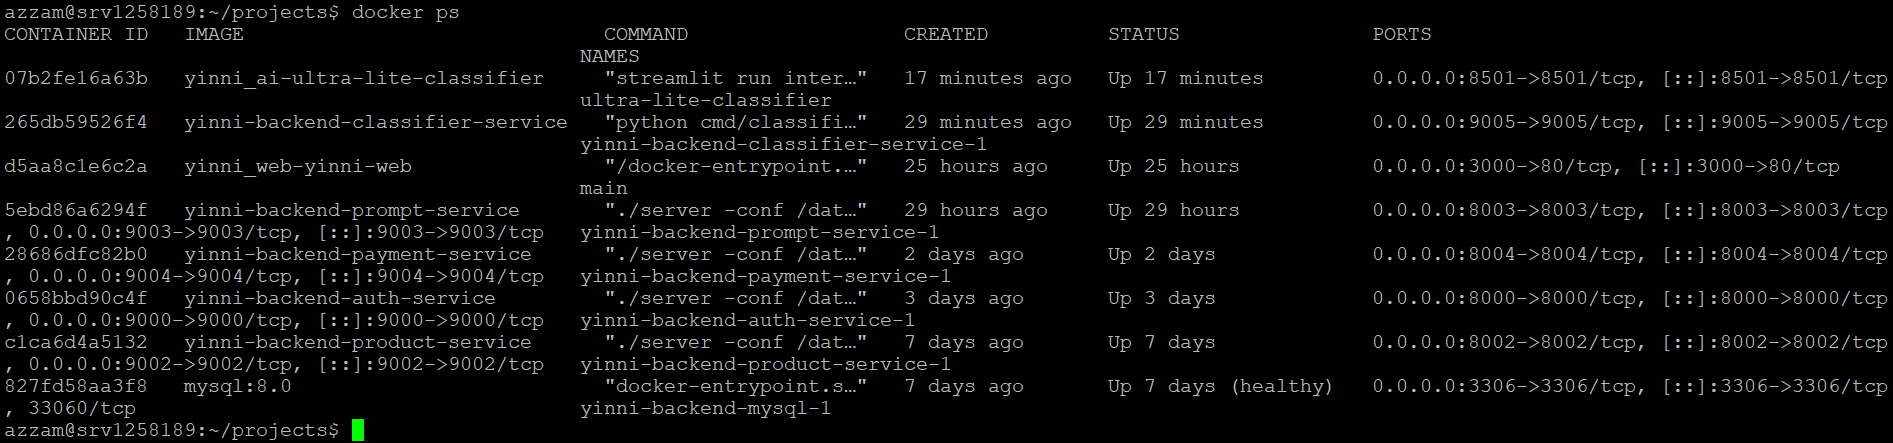 azzam@srv1258189:~/projects$ docker ps
CONTAINER ID   IMAGE                              COMMAND                  CREATED          STATUS                PORTS
NAMES
07b2fe16a63b   yinni_ai-ultra-lite-classifier     "streamlit run inter…"   17 minutes ago   Up 17 minutes         0.0.0.0:8501->8501/tcp, [::]:8501->8501/tcp
ultra-lite-classifier
265db59526f4   yinni-backend-classifier-service   "python cmd/classifi…"   29 minutes ago   Up 29 minutes         0.0.0.0:9005->9005/tcp, [::]:9005->9005/tcp
yinni-backend-classifier-service-1
d5aa8c1e6c2a   yinni_web-yinni-web                "/docker-entrypoint.…"   25 hours ago     Up 25 hours           0.0.0.0:3000->80/tcp, [::]:3000->80/tcp
main
5ebd86a6294f   yinni-backend-prompt-service       "./server -conf /dat…"   29 hours ago     Up 29 hours           0.0.0.0:8003->8003/tcp, [::]:8003->8003/tcp
, 0.0.0.0:9003->9003/tcp, [::]:9003->9003/tcp   yinni-backend-prompt-service-1
28686dfc82b0   yinni-backend-payment-service      "./server -conf /dat…"   2 days ago       Up 2 days             0.0.0.0:8004->8004/tcp, [::]:8004->8004/tcp
, 0.0.0.0:9004->9004/tcp, [::]:9004->9004/tcp   yinni-backend-payment-service-1
0658bbd90c4f   yinni-backend-auth-service         "./server -conf /dat…"   3 days ago       Up 3 days             0.0.0.0:8000->8000/tcp, [::]:8000->8000/tcp
, 0.0.0.0:9000->9000/tcp, [::]:9000->9000/tcp   yinni-backend-auth-service-1
c1ca6d4a5132   yinni-backend-product-service      "./server -conf /dat…"   7 days ago       Up 7 days             0.0.0.0:8002->8002/tcp, [::]:8002->8002/tcp
, 0.0.0.0:9002->9002/tcp, [::]:9002->9002/tcp   yinni-backend-product-service-1
827fd58aa3f8   mysql:8.0                          "docker-entrypoint.s…"   7 days ago       Up 7 days (healthy)   0.0.0.0:3306->3306/tcp, [::]:3306->3306/tcp
, 33060/tcp                                     yinni-backend-mysql-1
azzam@srv1258189:~/projects$